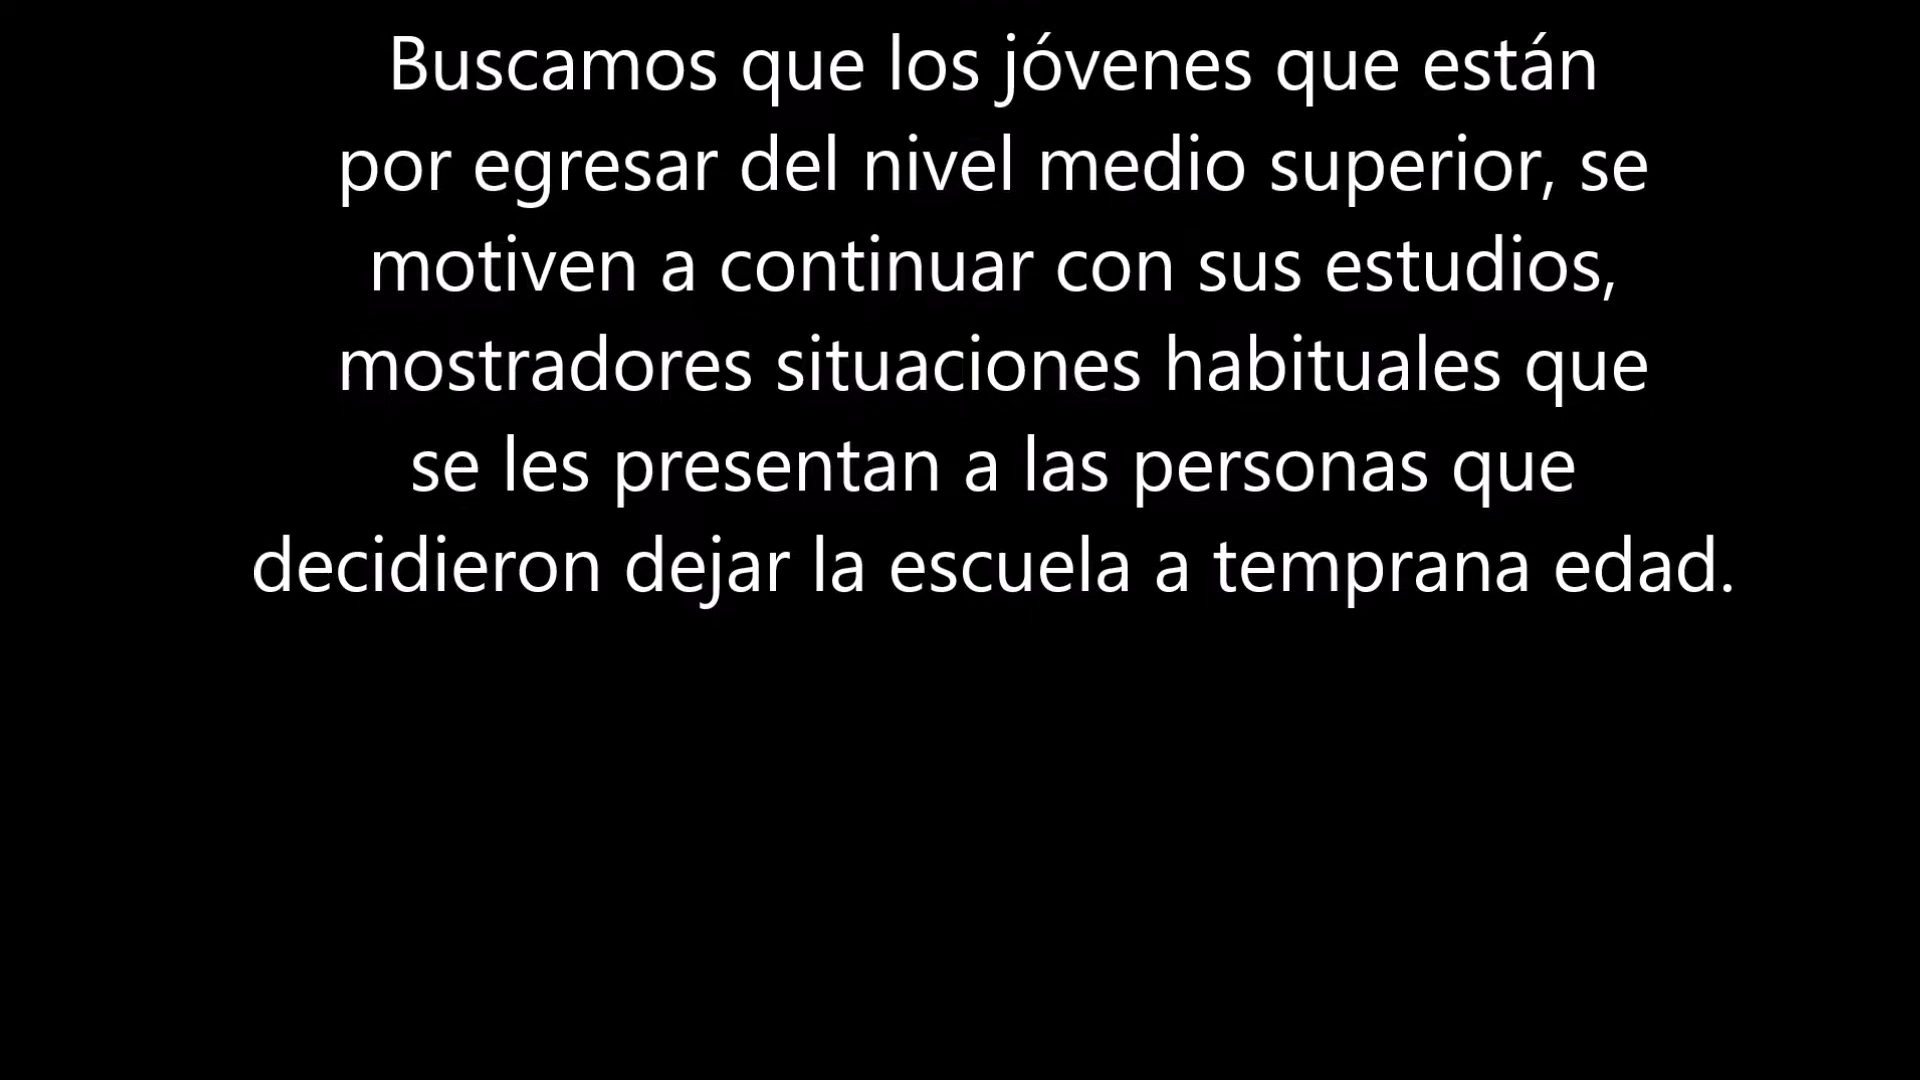 Buscamos que los jóvenes que están
por egresar del nivel medio superior, se
motiven a continuar con sus estudios,
mostradores situaciones habituales que
se les presentan a las personas que
decidieron dejar la escuela a temprana edad.